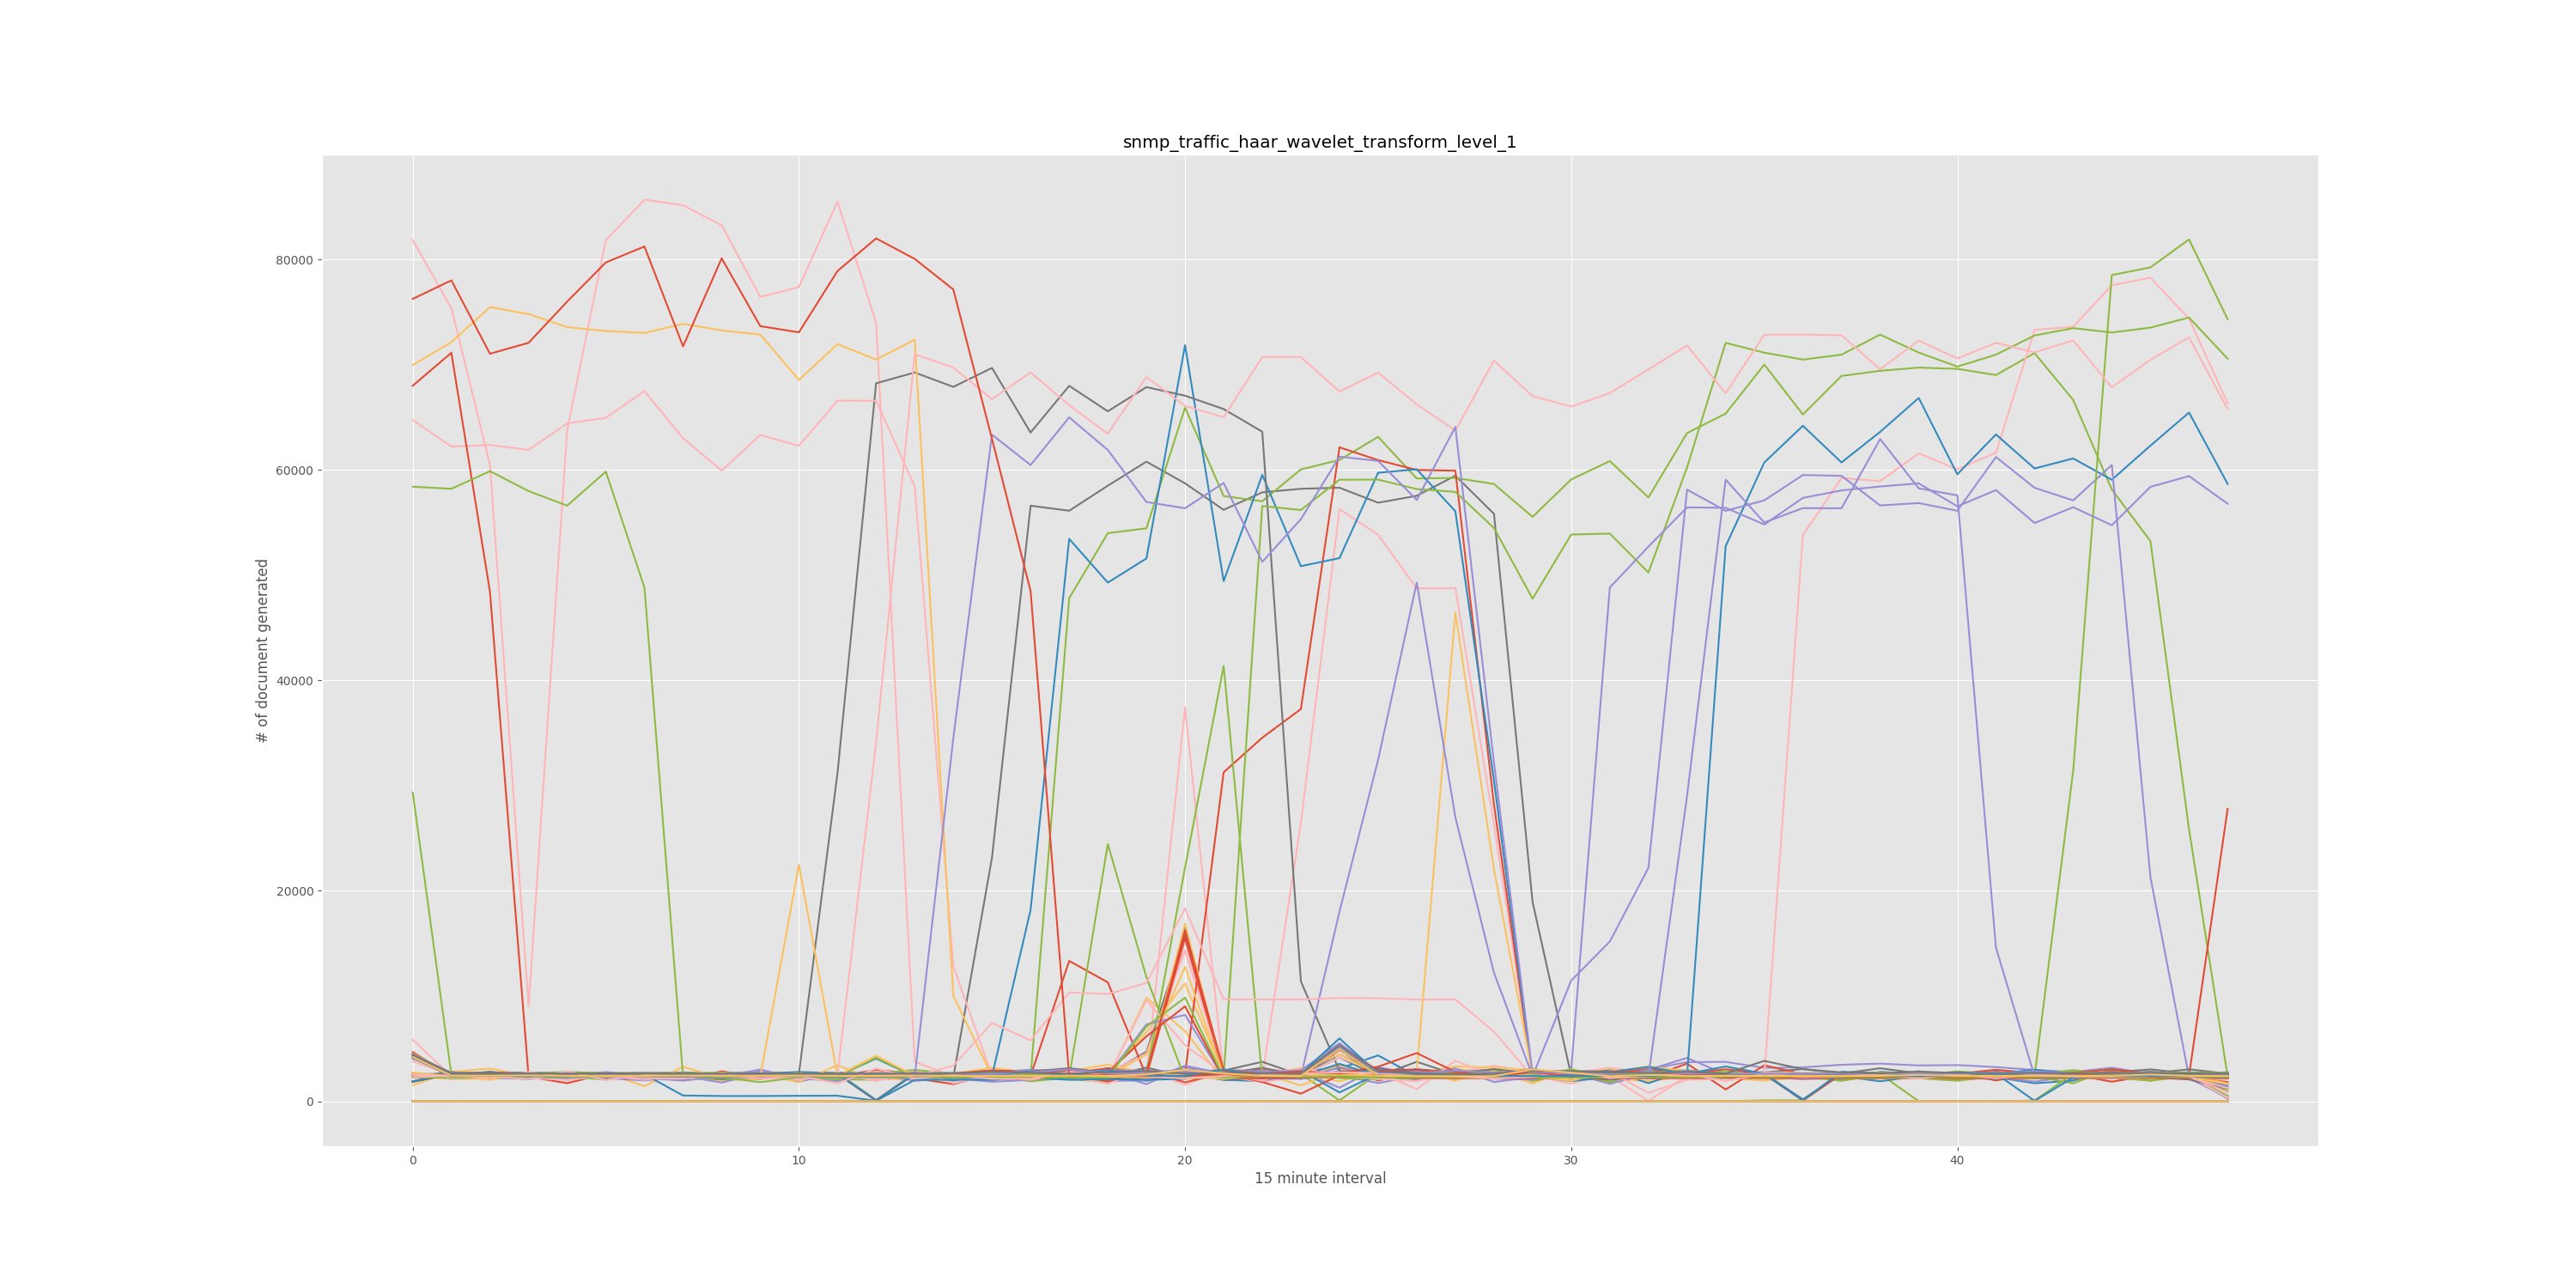 snmp_traffic_haar_wavelet_transform_level_1
80000
60000
40000
20000
0
# of document generated
0 10 20 30 40
15 minute interval